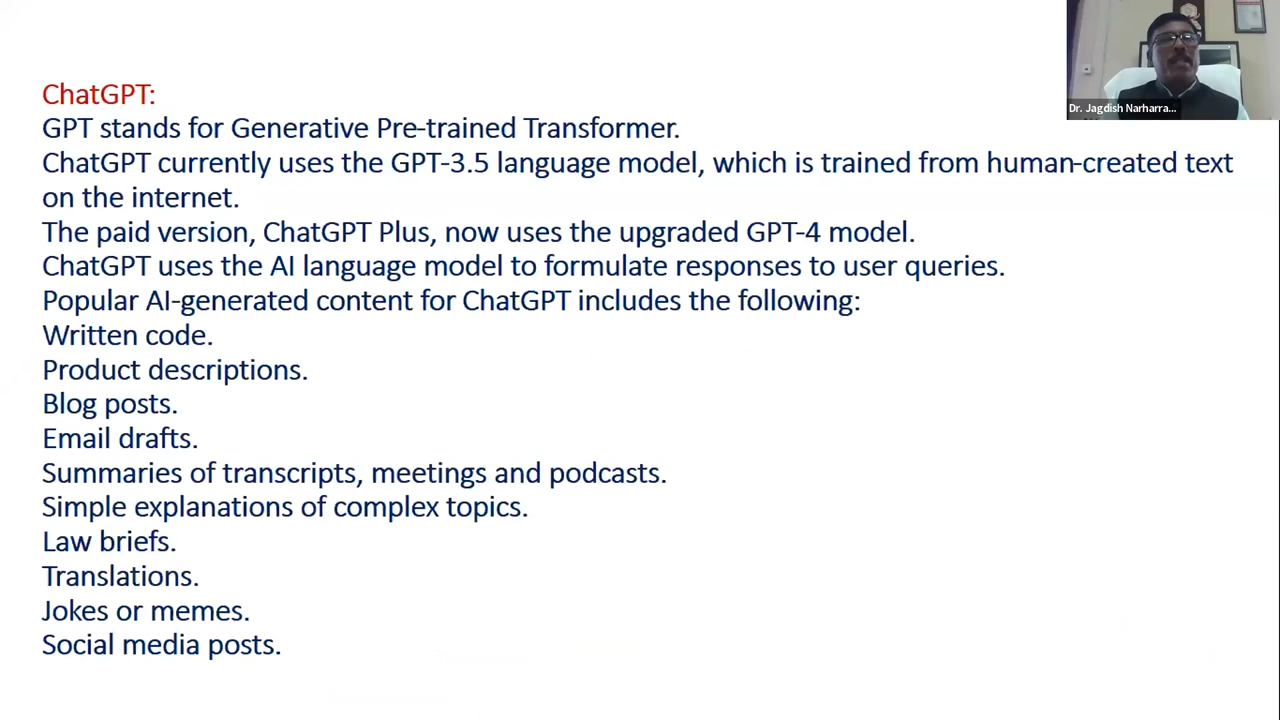 ChatGPT:
GPT stands for Generative Pre-trained Transformer.
ChatGPT currently uses the GPT-3.5 language model, which is trained from human-created text
on the internet.
The paid version, ChatGPT Plus, now uses the upgraded GPT-4 model.
ChatGPT uses the AI language model to formulate responses to user queries.
Popular AI-generated content for ChatGPT includes the following:
Written code.
Product descriptions.
Blog posts.
Email drafts.
Summaries of transcripts, meetings and podcasts.
Simple explanations of complex topics.
Law briefs.
Translations.
Jokes or memes.
Social media posts.
Dr. Jagdish Narharra...